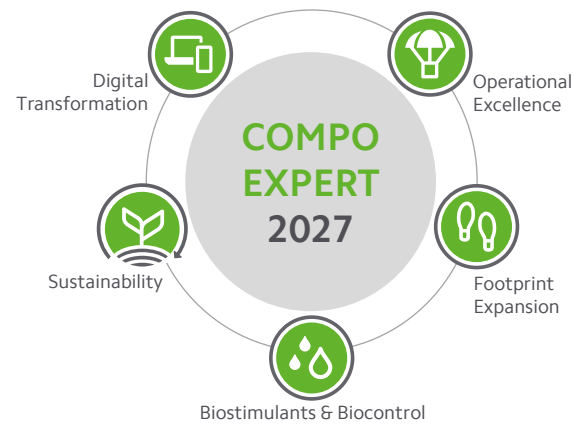 Digital
Transformation
Operational
Excellence
COMPO
EXPERT
2027
Sustainability
Footprint
Expansion
Biostimulants & Biocontrol